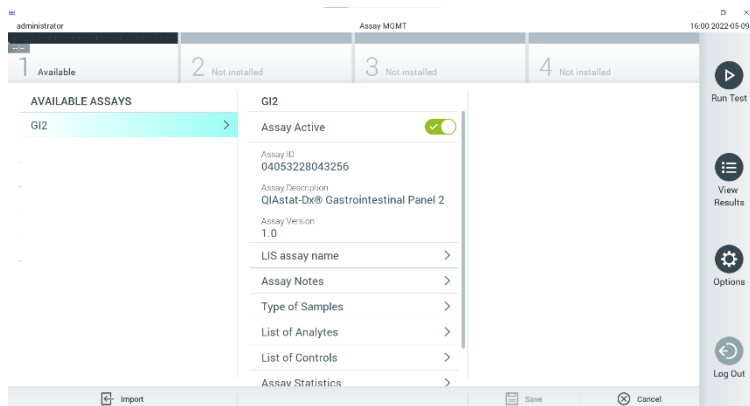 administrator
Assay MGMT
16:00 2022-05-09
1 Available
2 Not installed
3 Not installed
4 Not installed
Run Test
View
Results
Options
Log Out
AVAILABLE ASSAYS
GI2
GI2
Assay Active
Assay ID
04053228043256
Assay Description
QIAstat-Dx® Gastrointestinal Panel 2
Assay Version
1.0
LIS assay name
Assay Notes
Type of Samples
List of Analytes
List of Controls
Assay Statistics
Import
Save
Cancel